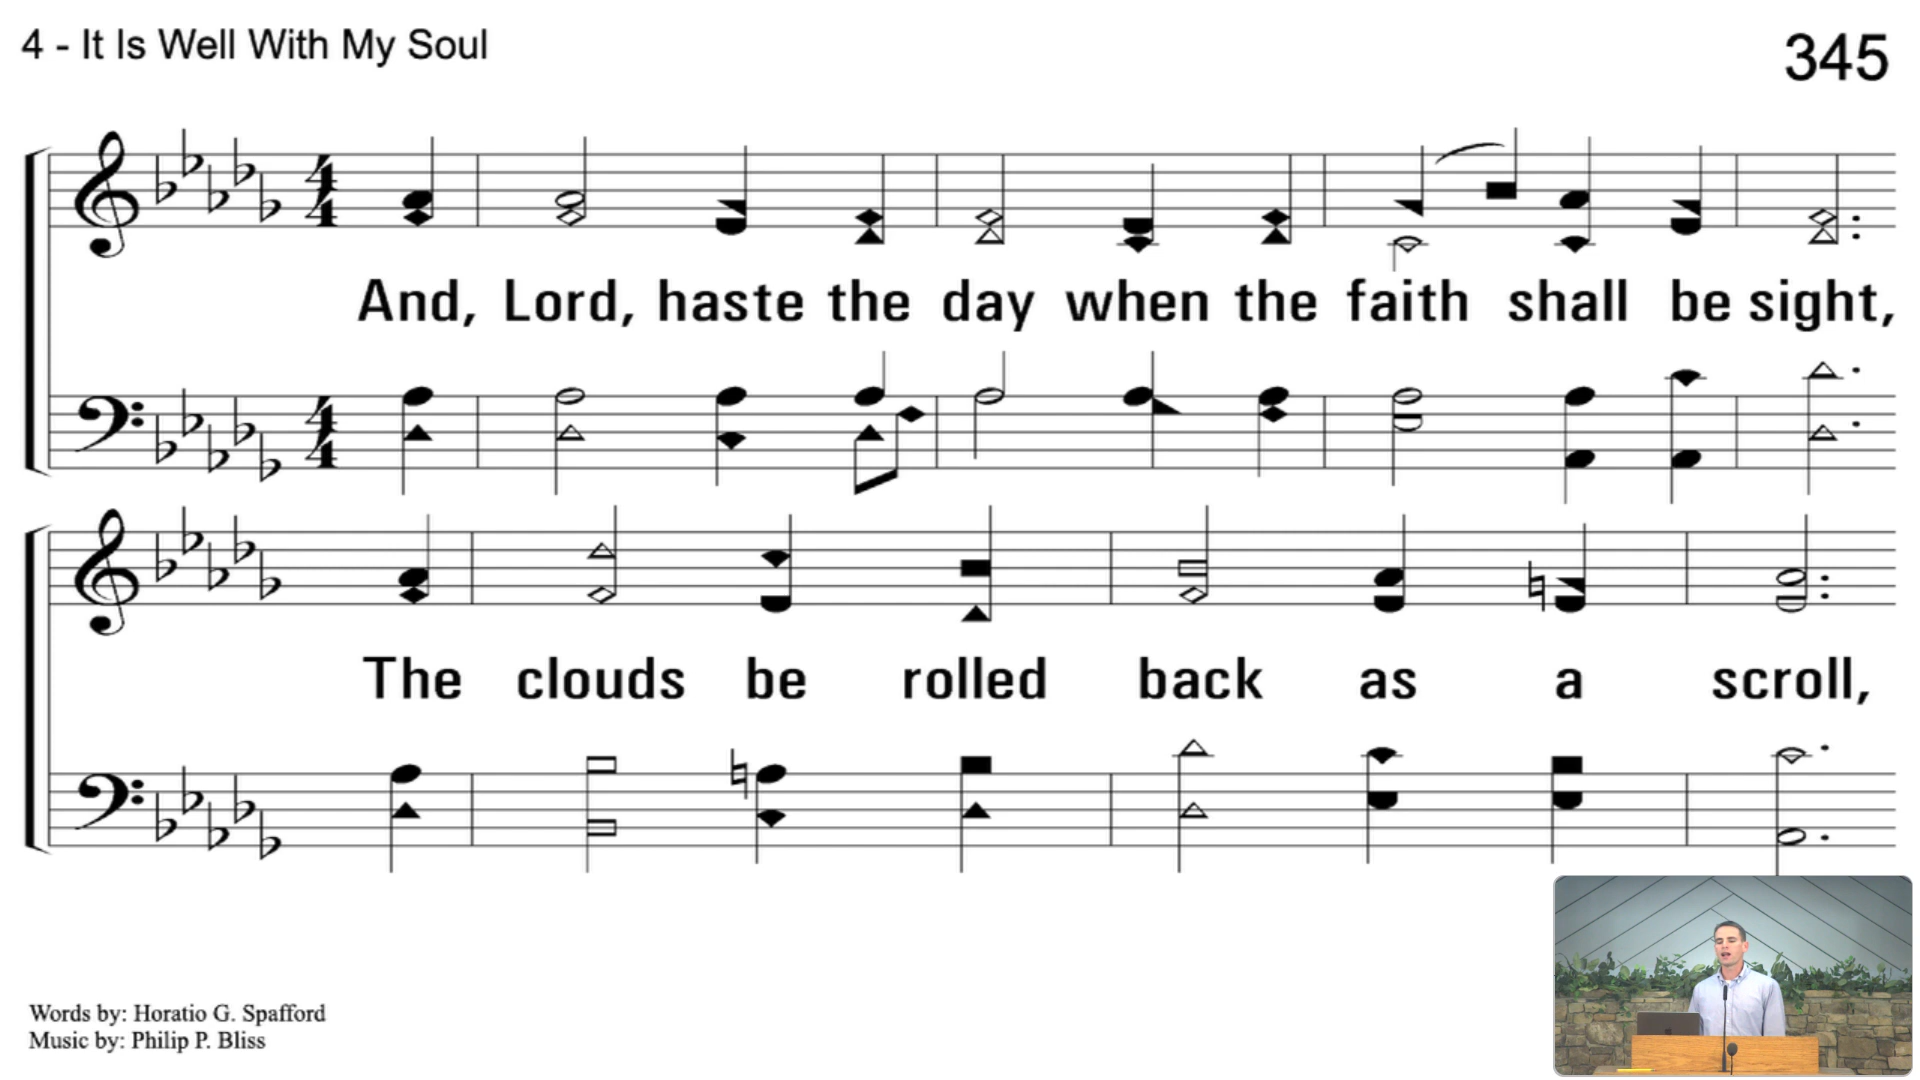 4 - It Is Well With My Soul
345
And, Lord, haste the day when the faith shall be sight,
The clouds be rolled back as a scroll,
Words by: Horatio G. Spafford
Music by: Philip P. Bliss